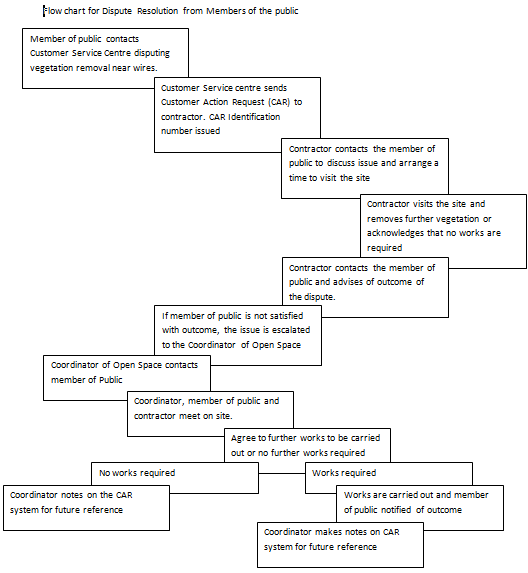 Flow chart for Dispute Resolution from Members of the public
Member of public contacts
Customer Service Centre disputing
vegetation removal near wires.
Customer Service centre sends
Customer Action Request (CAR) to
contractor. CAR Identification
number issued
Contractor contacts the member of
public to discuss issue and arrange a
time to visit the site
Contractor visits the site and
removes further vegetation or
acknowledges that no works are
required
Contractor contacts the member of
public and advises of outcome of
the dispute.
If member of public is not satisfied
with outcome, the issue is escalated
to the Coordinator of Open Space
Coordinator of Open Space contacts
member of Public
Coordinator, member of public and
contractor meet on site.
Agree to further works to be carried
out or no further works required
No works required
Works required
Coordinator notes on the CAR
system for future reference
Works are carried out and member
of public notified of outcome
Coordinator makes notes on CAR
system for future reference